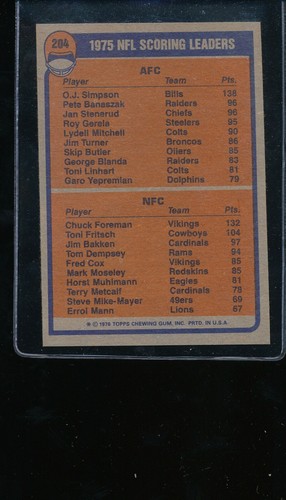 204 1975 NFL SCORING LEADERS
AFC
Player Team Pts.
O.J. Simpson Bills 138
Pete Banaszak Raiders 96
Jan Stenerud Chiefs 96
Roy Gerela Steelers 95
Lydell Mitchell Colts 90
Jim Turner Broncos 86
Skip Butler Oilers 85
George Blanda Raiders 83
Toni Linhart Colts 81
Garo Yepremian Dolphins 79
NFC
Player Team Pts.
Chuck Foreman Vikings 132
Toni Fritsch Cowboys 104
Jim Bakken Cardinals 97
Tom Dempsey Rams 94
Fred Cox Vikings 85
Mark Moseley Redskins 85
Horst Muhlmann Eagles 81
Terry Metcalf Cardinals 78
Steve Mike-Mayer 49ers 69
Errol Mann Lions 67
* © 1976 TOPPS CHEWING GUM, INC. PRTD. IN U.S.A.